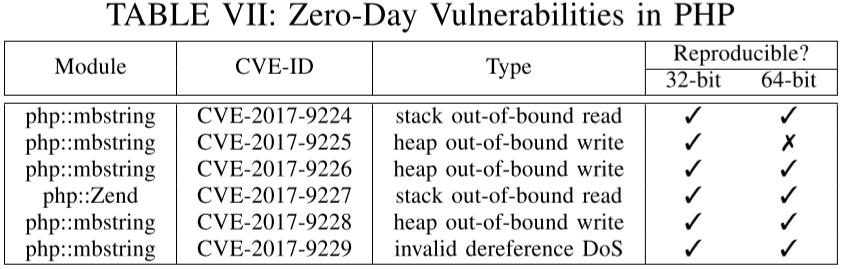 TABLE VII: Zero-Day Vulnerabilities in PHP
Module CVE-ID Type Reproducible?
32-bit 64-bit
php::mbstring CVE-2017-9224 stack out-of-bound read ✓ ✓
php::mbstring CVE-2017-9225 heap out-of-bound write ✓ ✗
php::mbstring CVE-2017-9226 heap out-of-bound write ✓ ✓
php::Zend CVE-2017-9227 stack out-of-bound read ✓ ✓
php::mbstring CVE-2017-9228 heap out-of-bound write ✓ ✓
php::mbstring CVE-2017-9229 invalid dereference DoS ✓ ✓